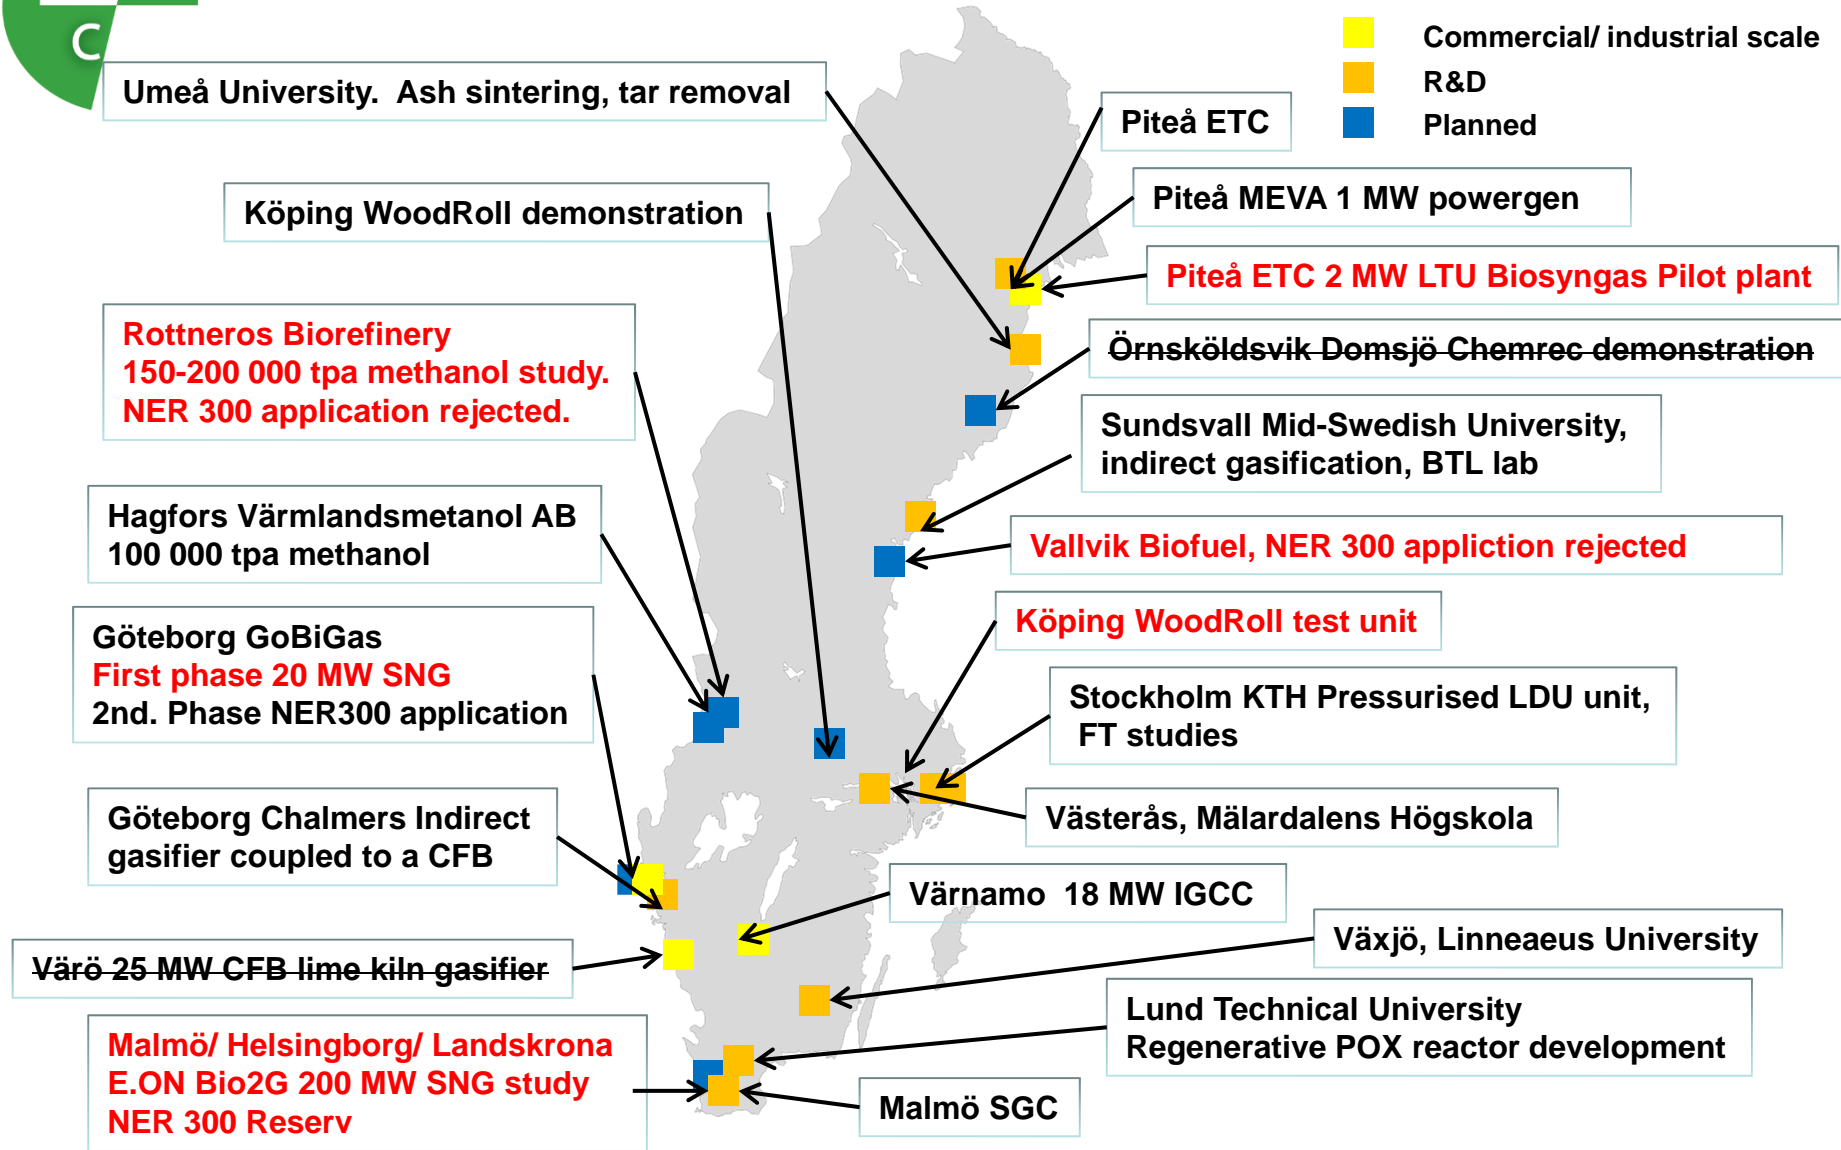 C
Commercial/ industrial scale
R&D
Planned
Umeå University.  Ash sintering, tar removal
Piteå ETC
Köping WoodRoll demonstration
Piteå MEVA 1 MW powergen
Piteå ETC 2 MW LTU Biosyngas Pilot plant
Rottneros Biorefinery
150-200 000 tpa methanol study.
NER 300 application rejected.
Örnsköldsvik Domsjö Chemrec demonstration
Sundsvall Mid-Swedish University,
indirect gasification, BTL lab
Hagfors Värmlandsmetanol AB
100 000 tpa methanol
Vallvik Biofuel, NER 300 appliction rejected
Köping WoodRoll test unit
Göteborg GoBiGas
First phase 20 MW SNG
2nd. Phase NER300 application
Stockholm KTH Pressurised LDU unit,
FT studies
Göteborg Chalmers Indirect
gasifier coupled to a CFB
Västerås, Mälardalens Högskola
Värnamo  18 MW IGCC
Växjö, Linneaeus University
Värö 25 MW CFB lime kiln gasifier
Lund Technical University
Regenerative POX reactor development
Malmö/ Helsingborg/ Landskrona
E.ON Bio2G 200 MW SNG study
NER 300 Reserv
Malmö SGC